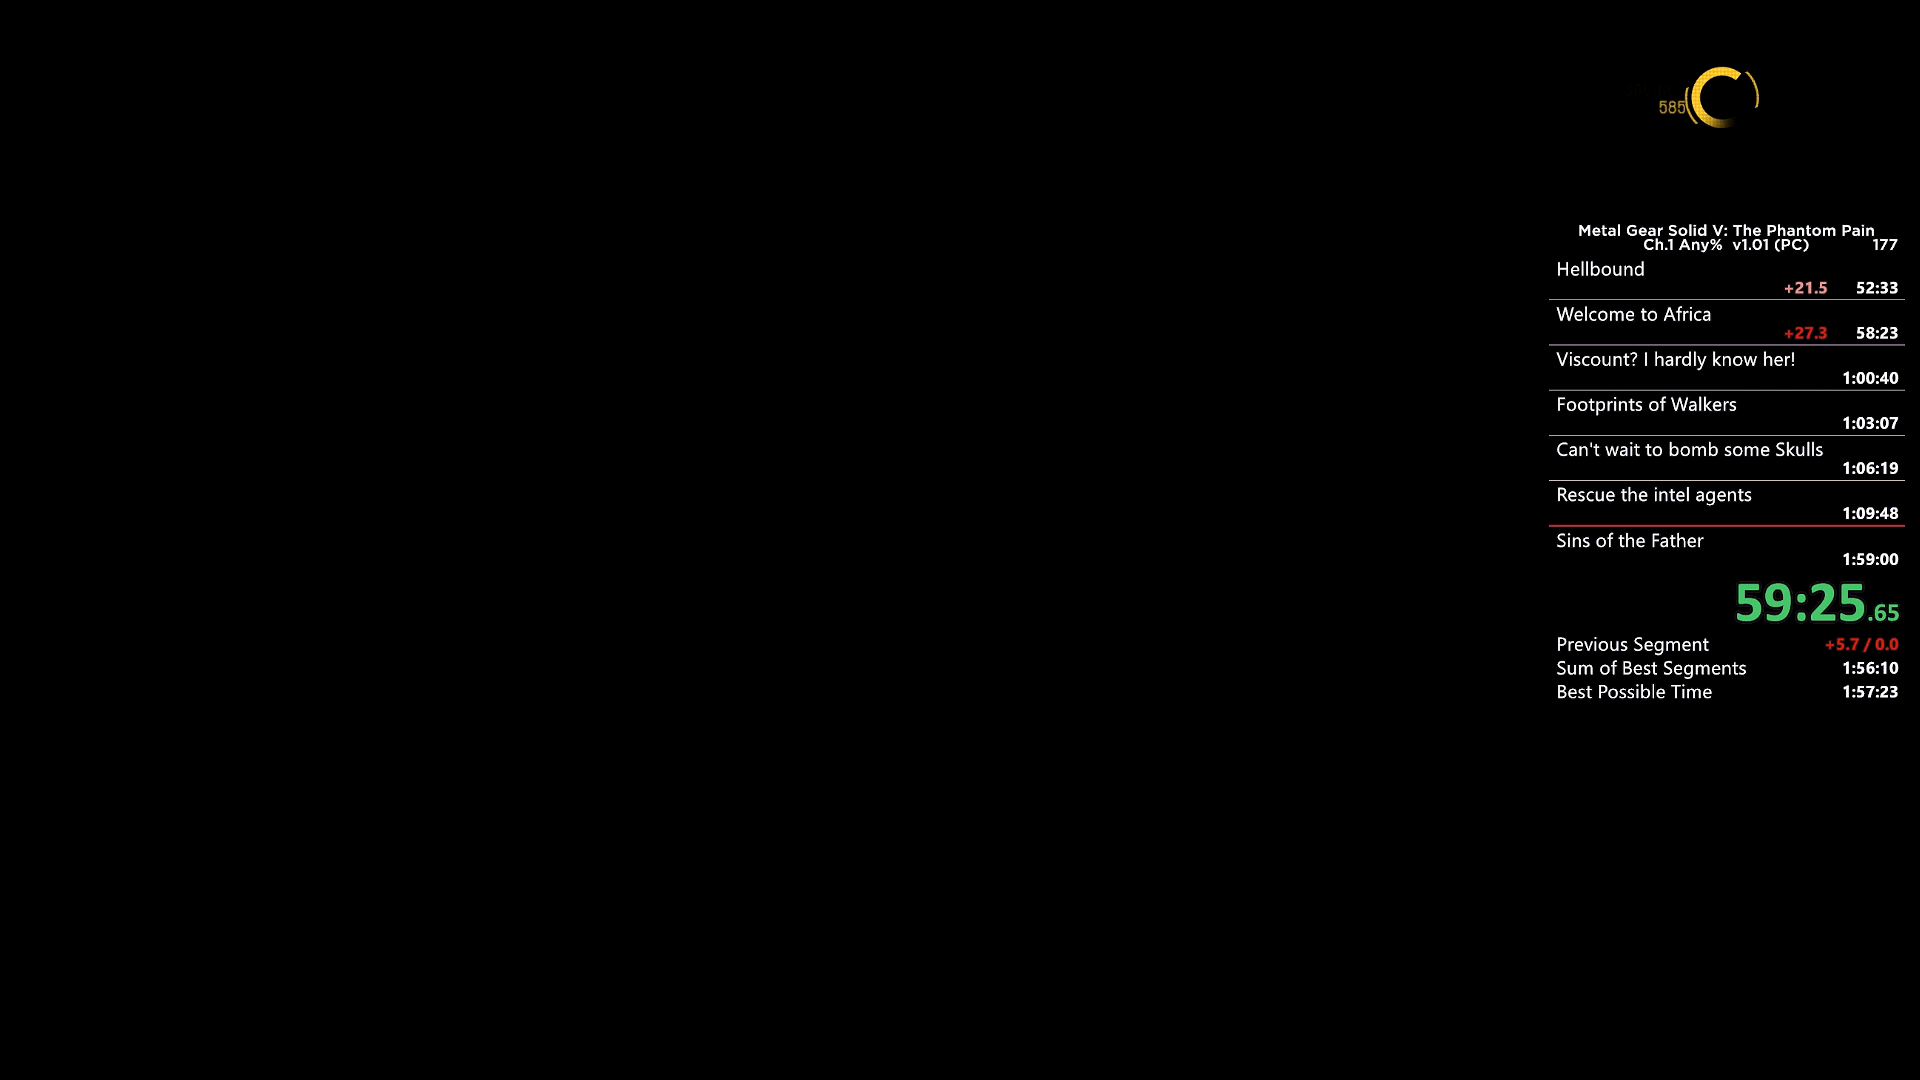 585
Metal Gear Solid V: The Phantom Pain
Ch.1 Any% v1.01 (PC) 177
Hellbound
+21.5 52:33
Welcome to Africa
+27.3 58:23
Viscount? I hardly know her!
1:00:40
Footprints of Walkers
1:03:07
Can't wait to bomb some Skulls
1:06:19
Rescue the intel agents
1:09:48
Sins of the Father
1:59:00
59:25.65
Previous Segment +5.7 / 0.0
Sum of Best Segments 1:56:10
Best Possible Time 1:57:23